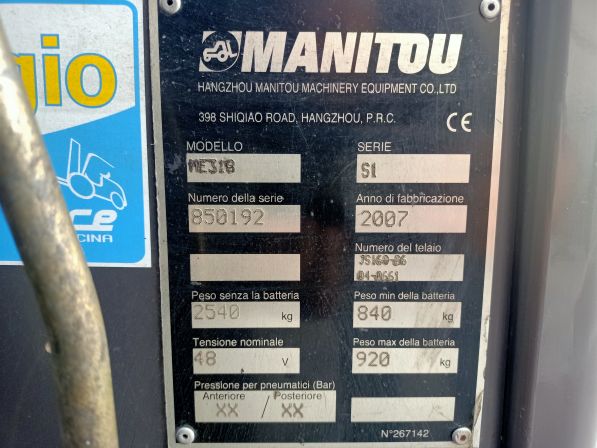 gio
ce
CINA
MANITOU
HANGZHOU MANITOU MACHINERY EQUIPMENT CO.,LTD
398 SHIQIAO ROAD, HANGZHOU, P.R.C.
CE
MODELLO SERIE
ME318 S1
Numero della serie Anno di fabbricazione
850192 2007
Numero del telaio
Peso senza la batteria Peso min della batteria
2540 kg 840 kg
Tensione nominale Peso max della batteria
48 V 920 kg
Pressione per pneumatici (Bar)
Anteriore / Posteriore
XX / XX
N°267142